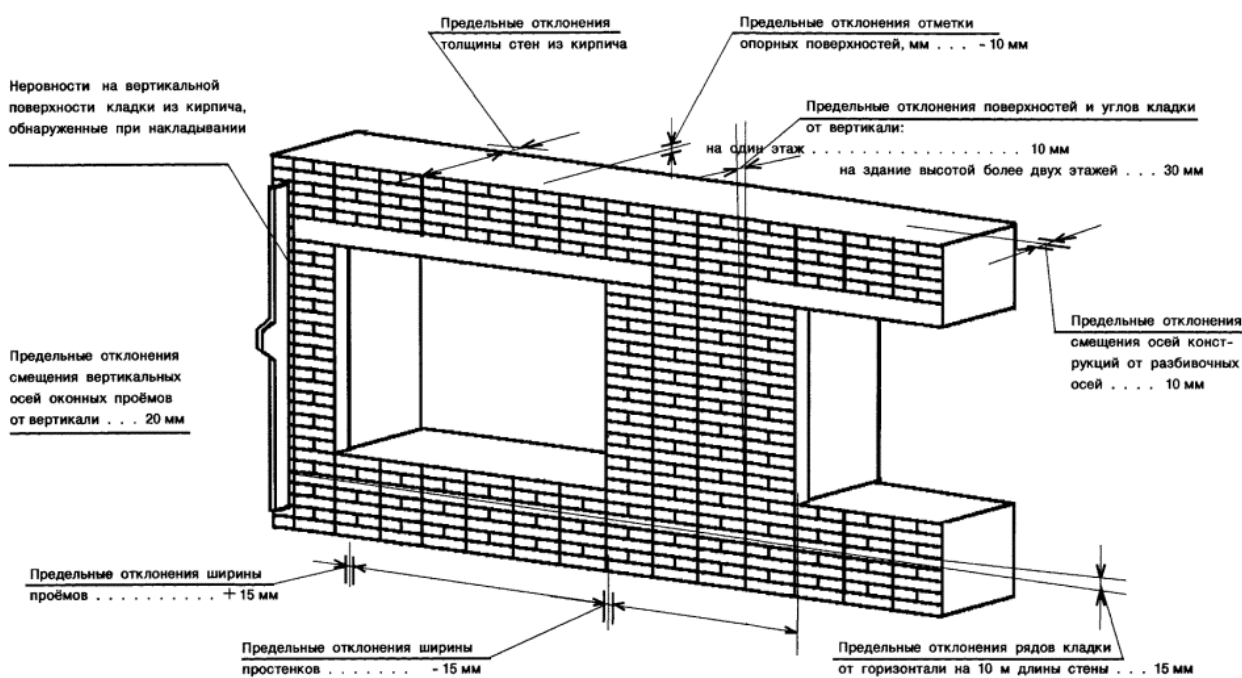 Предельные отклонения
толщины стен из кирпича
Предельные отклонения отметки
опорных поверхностей, мм . . . - 10 мм
Неровности на вертикальной
поверхности кладки из кирпича,
обнаруженные при накладывании
Предельные отклонения поверхностей и углов кладки
от вертикали:
на один этаж . . . . . . . . . . . . . . . . . 10 мм
на здание высотой более двух этажей . . . 30 мм
Предельные отклонения
смещения осей конст-
рукций от разбивочных
осей . . . . 10 мм
Предельные отклонения
смещения вертикальных
осей оконных проёмов
от вертикали . . . 20 мм
Предельные отклонения ширины
проёмов . . . . . . . . . . + 15 мм
Предельные отклонения ширины
простенков . . . . . . . - 15 мм
Предельные отклонения рядов кладки
от горизонтали на 10 м длины стены . . . 15 мм